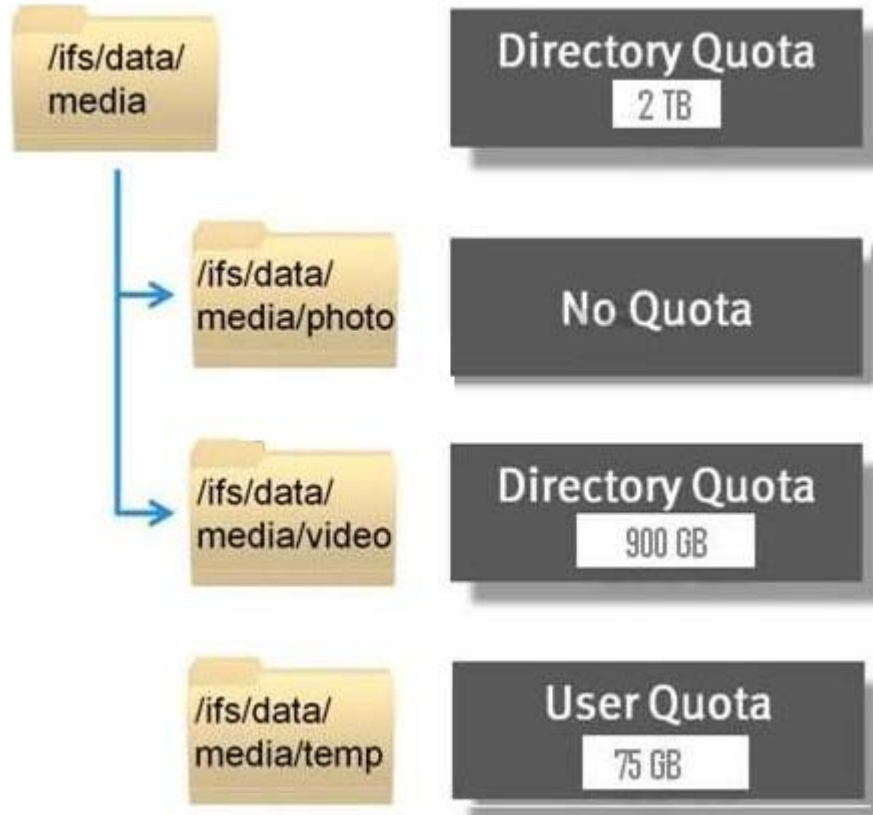 /ifs/data/
media
Directory Quota
2 TB
/ifs/data/
media/photo
No Quota
/ifs/data/
media/video
Directory Quota
900 GB
/ifs/data/
media/temp
User Quota
75 GB